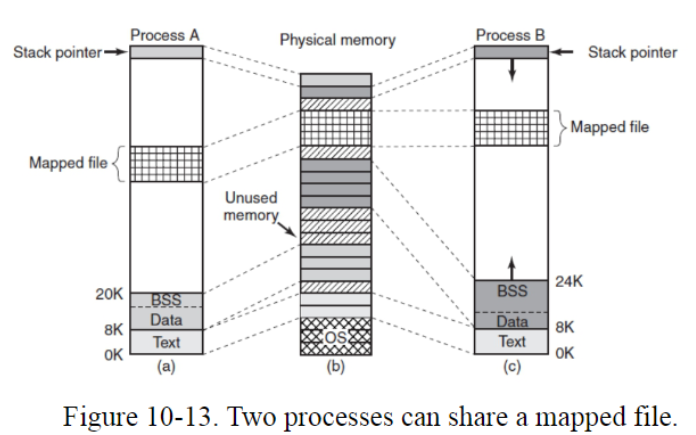 Process A
Physical memory
Process B
Stack pointer
Stack pointer
Mapped file
Mapped file
Unused
memory
20K
BSS
Data
8K
Text
0K
OS
24K
BSS
Data
8K
Text
0K
(a)
(b)
(c)
Figure 10-13. Two processes can share a mapped file.